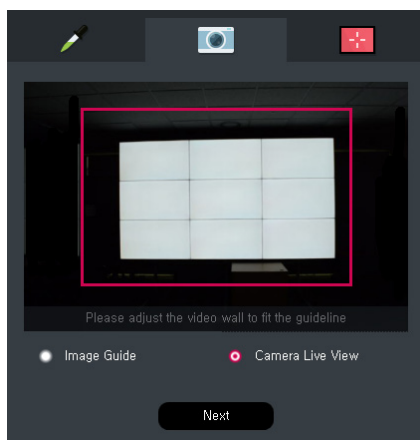 Please adjust the video wall to fit the guideline
Image Guide
Camera Live View
Next